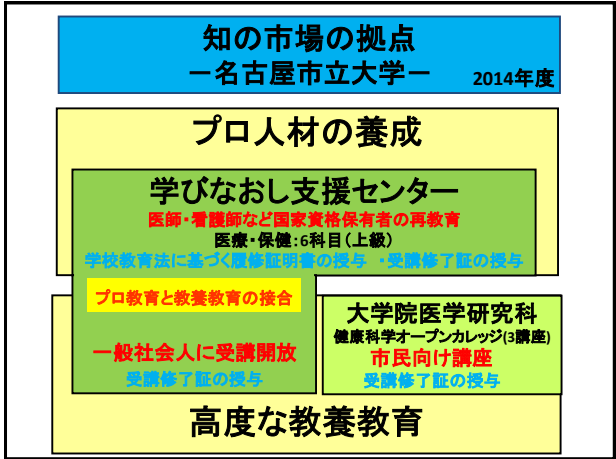 知の市場の拠点
－名古屋市立大学－ 2014年度
プロ人材の養成
学びなおし支援センター
医師・看護師など国家資格保有者の再教育
医療・保健：6科目（上級）
学校教育法に基づく履修証明書の授与 ・受講修了証の授与
プロ教育と教養教育の接合
一般社会人に受講開放
受講修了証の授与
大学院医学研究科
健康科学オープンカレッジ(3講座)
市民向け講座
受講修了証の授与
高度な教養教育